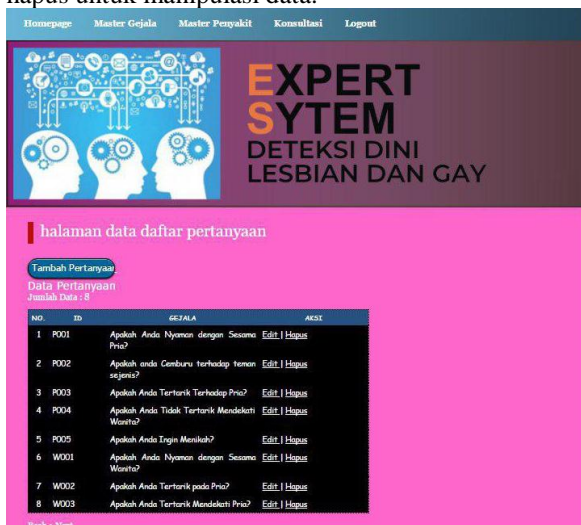 hapus untuk manipulasi data.
Homepage Master Gejala Master Penyakit Konsultasi Logout
EXPERT
SYTEM
DETEKSI DINI
LESBIAN DAN GAY
halaman data daftar pertanyaan
Tambah Pertanyaan
Data Pertanyaan
Jumlah Data : 8
NO. ID GEJALA AKSI
1 P001 Apakah Anda Nyaman dengan Sesama Edit | Hapus
Pria?
2 P002 Apakah anda Cemburu terhadap teman Edit | Hapus
sejenis?
3 P003 Apakah Anda Tertarik Terhadap Pria? Edit | Hapus
4 P004 Apakah Anda Tidak Tertarik Mendekati Edit | Hapus
Wanita?
5 P005 Apakah Anda Ingin Menikah? Edit | Hapus
6 W001 Apakah Anda Nyaman dengan Sesama Edit | Hapus
Wanita?
7 W002 Apakah Anda Tertarik pada Pria? Edit | Hapus
8 W003 Apakah Anda Tertarik Mendekati Pria? Edit | Hapus